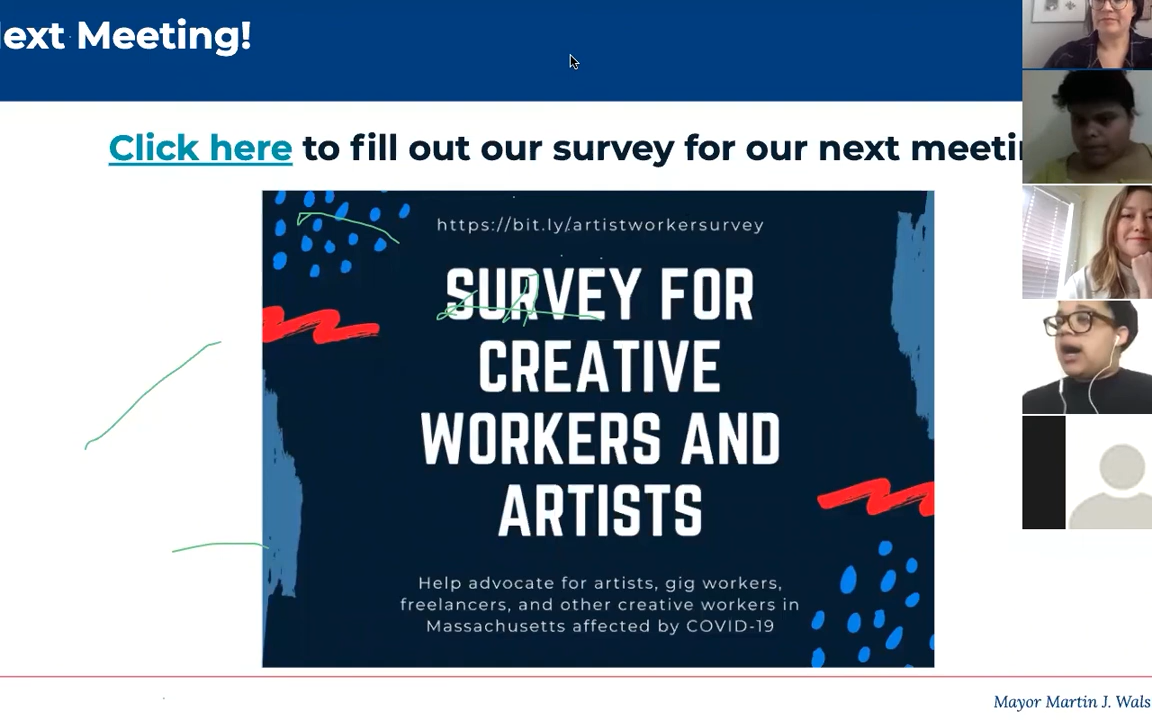 ext Meeting!
Click here to fill out our survey for our next meetin
https://bit.ly/artistworkersurvey
SURVEY FOR
CREATIVE
WORKERS AND
ARTISTS
Help advocate for artists, gig workers,
freelancers, and other creative workers in
Massachusetts affected by COVID-19
Mayor Martin J. Wals